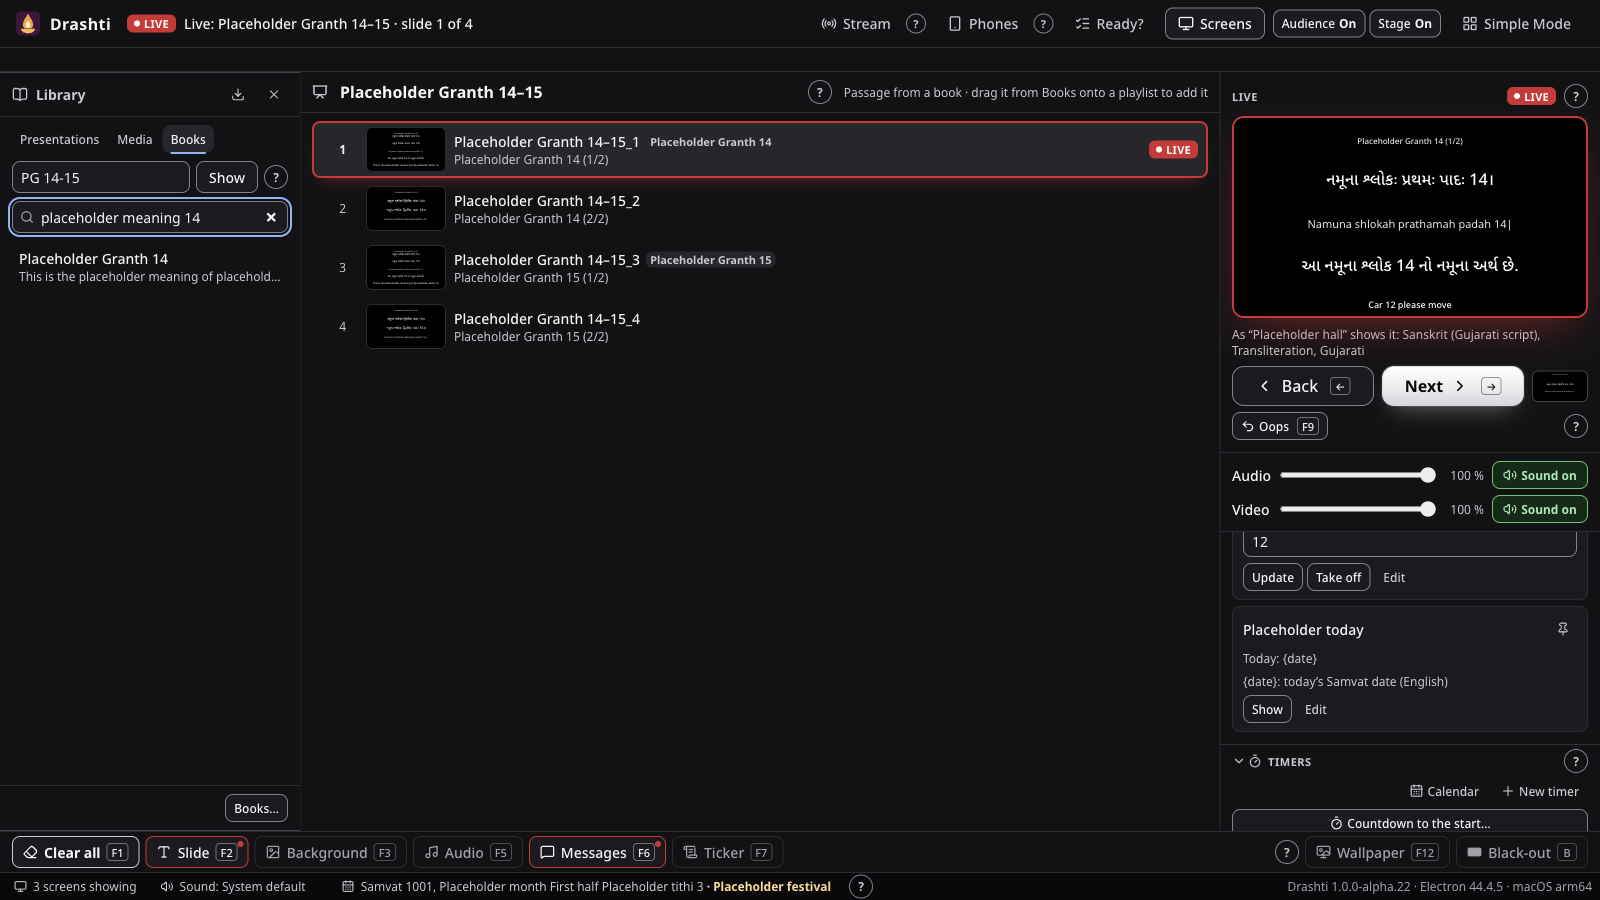 Drashti
LIVE
Live: Placeholder Granth 14–15 · slide 1 of 4
Stream ?
Phones ?
Ready?
Screens
Audience On
Stage On
Simple Mode
Library
Presentations Media Books
PG 14-15
Show
?
placeholder meaning 14
Placeholder Granth 14
This is the placeholder meaning of placehold...
Books...
Placeholder Granth 14–15
?
Passage from a book · drag it from Books onto a playlist to add it
1
Placeholder Granth 14–15_1 Placeholder Granth 14
Placeholder Granth 14 (1/2)
LIVE
2
Placeholder Granth 14–15_2
Placeholder Granth 14 (2/2)
3
Placeholder Granth 14–15_3 Placeholder Granth 15
Placeholder Granth 15 (1/2)
4
Placeholder Granth 14–15_4
Placeholder Granth 15 (2/2)
LIVE
LIVE
?
Placeholder Granth 14 (1/2)
નમૂના શ્લોકઃ પ્રથમઃ પાદઃ 14।
Namuna shlokah prathamah padah 14|
આ નમૂના શ્લોક 14 નો નમૂના અર્થ છે.
Car 12 please move
As “Placeholder hall” shows it: Sanskrit (Gujarati script),
Transliteration, Gujarati
Back ←
Next →
Oops F9
?
Audio 100 % Sound on
Video 100 % Sound on
12
Update Take off Edit
Placeholder today
Today: {date}
{date}: today’s Samvat date (English)
Show Edit
TIMERS
?
Calendar New timer
Countdown to the start...
Clear all F1
Slide F2
Background F3
Audio F5
Messages F6
Ticker F7
?
Wallpaper F12
Black-out B
3 screens showing
Sound: System default
Samvat 1001, Placeholder month First half Placeholder tithi 3 · Placeholder festival
?
Drashti 1.0.0-alpha.22 · Electron 44.4.5 · macOS arm64